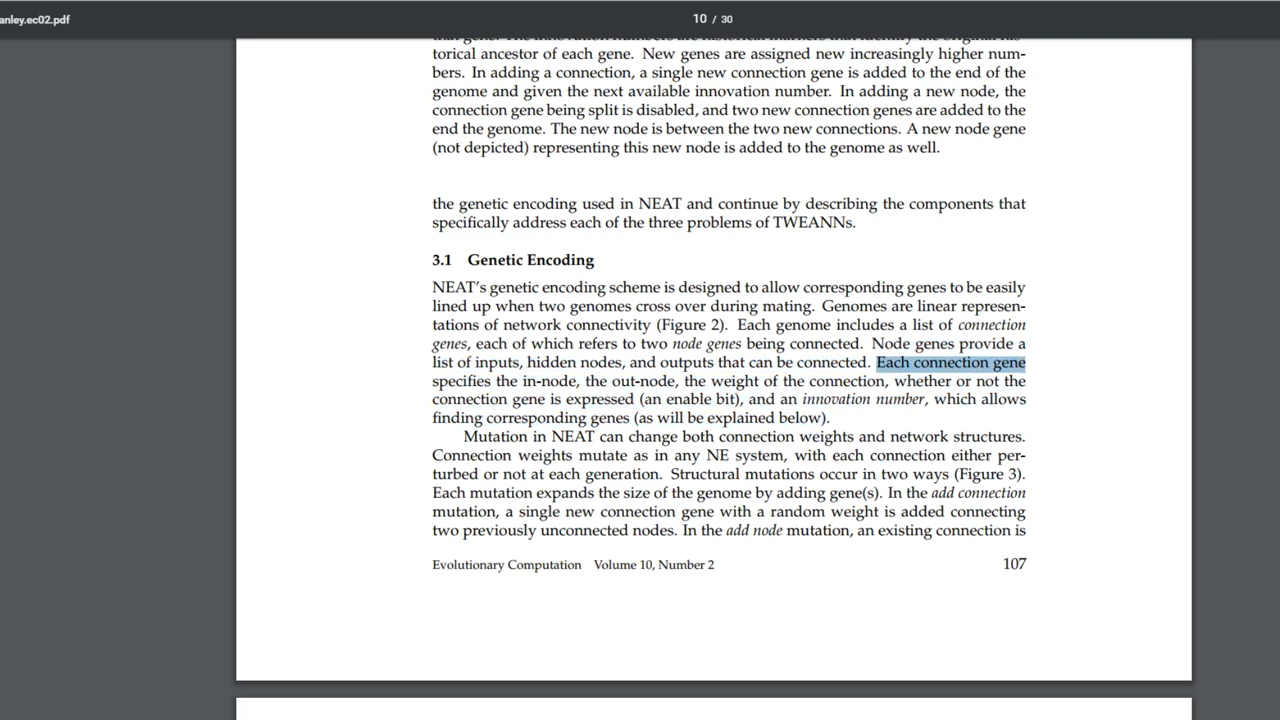 anley.ec02.pdf
10 / 30
that gene. The innovation numbers are historical markers that identify the original his-
torical ancestor of each gene. New genes are assigned new increasingly higher num-
bers. In adding a connection, a single new connection gene is added to the end of the
genome and given the next available innovation number. In adding a new node, the
connection gene being split is disabled, and two new connection genes are added to the
end the genome. The new node is between the two new connections. A new node gene
(not depicted) representing this new node is added to the genome as well.
the genetic encoding used in NEAT and continue by describing the components that
specifically address each of the three problems of TWEANNs.
3.1 Genetic Encoding
NEAT's genetic encoding scheme is designed to allow corresponding genes to be easily
lined up when two genomes cross over during mating. Genomes are linear represen-
tations of network connectivity (Figure 2). Each genome includes a list of connection
genes, each of which refers to two node genes being connected. Node genes provide a
list of inputs, hidden nodes, and outputs that can be connected. Each connection gene
specifies the in-node, the out-node, the weight of the connection, whether or not the
connection gene is expressed (an enable bit), and an innovation number, which allows
finding corresponding genes (as will be explained below).
Mutation in NEAT can change both connection weights and network structures.
Connection weights mutate as in any NE system, with each connection either per-
turbed or not at each generation. Structural mutations occur in two ways (Figure 3).
Each mutation expands the size of the genome by adding gene(s). In the add connection
mutation, a single new connection gene with a random weight is added connecting
two previously unconnected nodes. In the add node mutation, an existing connection is
Evolutionary Computation Volume 10, Number 2
107